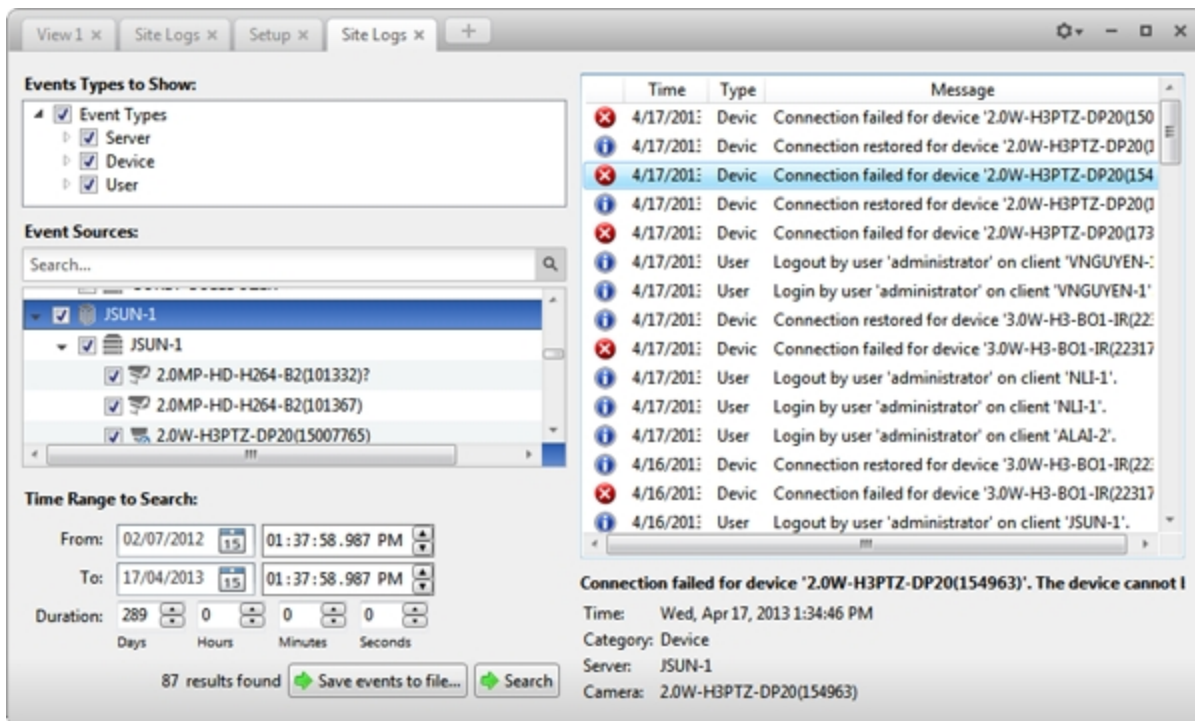 View 1 × Site Logs × Setup × Site Logs × +
Events Types to Show:
Event Types
Server
Device
User
Event Sources:
Search...
JSUN-1
JSUN-1
2.0MP-HD-H264-B2(101332)?
2.0MP-HD-H264-B2(101367)
2.0W-H3PTZ-DP20(15007765)
Time Range to Search:
From: 02/07/2012 15 01:37:58.987 PM
To: 17/04/2013 15 01:37:58.987 PM
Duration: 289 0 0 0
Days Hours Minutes Seconds
87 results found Save events to file... Search
Time Type Message
4/17/201 Devic Connection failed for device '2.0W-H3PTZ-DP20(150
4/17/201 Devic Connection restored for device '2.0W-H3PTZ-DP20(
4/17/201 Devic Connection failed for device '2.0W-H3PTZ-DP20(154
4/17/201 Devic Connection restored for device '2.0W-H3PTZ-DP20(
4/17/201 Devic Connection failed for device '2.0W-H3PTZ-DP20(173
4/17/201 User Logout by user 'administrator' on client 'VNGUYEN-
4/17/201 User Login by user 'administrator' on client 'VNGUYEN-1'
4/17/201 Devic Connection restored for device '3.0W-H3-BO1-IR(22
4/17/201 Devic Connection failed for device '3.0W-H3-BO1-IR(22317
4/17/201 User Logout by user 'administrator' on client 'NLI-1'.
4/17/201 User Login by user 'administrator' on client 'NLI-1'.
4/17/201 User Login by user 'administrator' on client 'ALAI-2'.
4/16/201 Devic Connection restored for device '3.0W-H3-BO1-IR(22
4/16/201 Devic Connection failed for device '3.0W-H3-BO1-IR(22317
4/16/201 User Logout by user 'administrator' on client 'JSUN-1'.
Connection failed for device '2.0W-H3PTZ-DP20(154963)'. The device cannot
Time: Wed, Apr 17, 2013 1:34:46 PM
Category: Device
Server: JSUN-1
Camera: 2.0W-H3PTZ-DP20(154963)